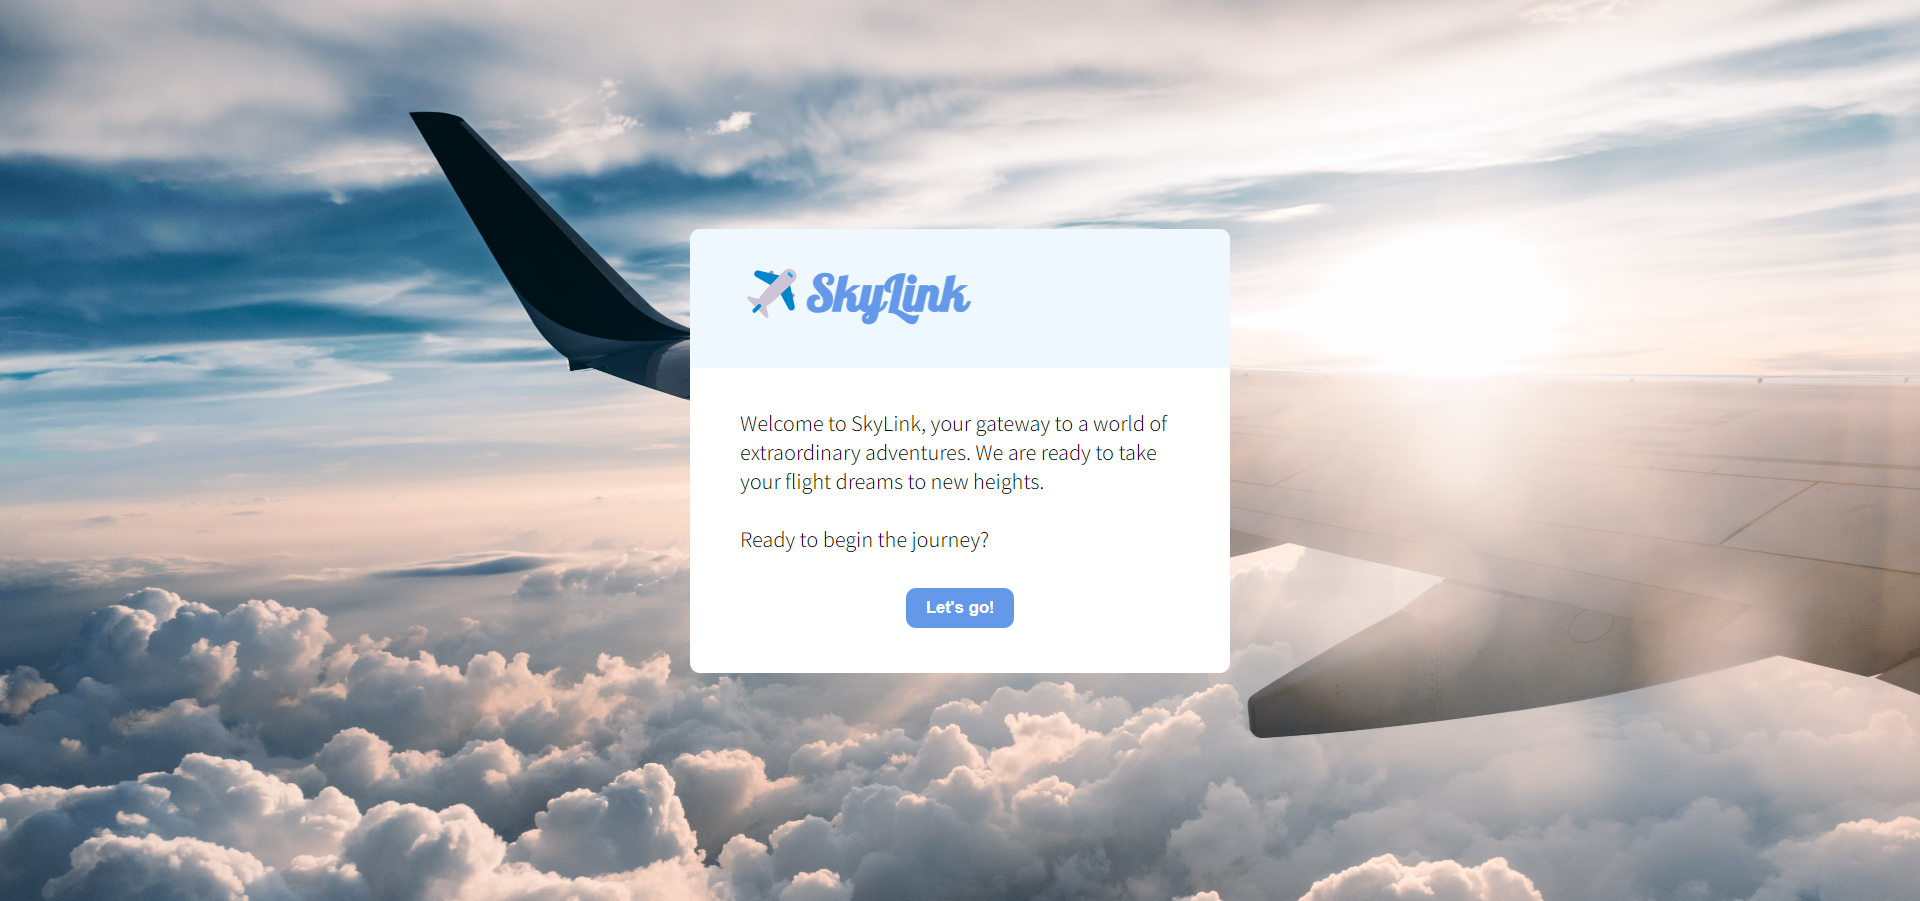 SkyLink
Welcome to SkyLink, your gateway to a world of
extraordinary adventures. We are ready to take
your flight dreams to new heights.
Ready to begin the journey?
Let's go!